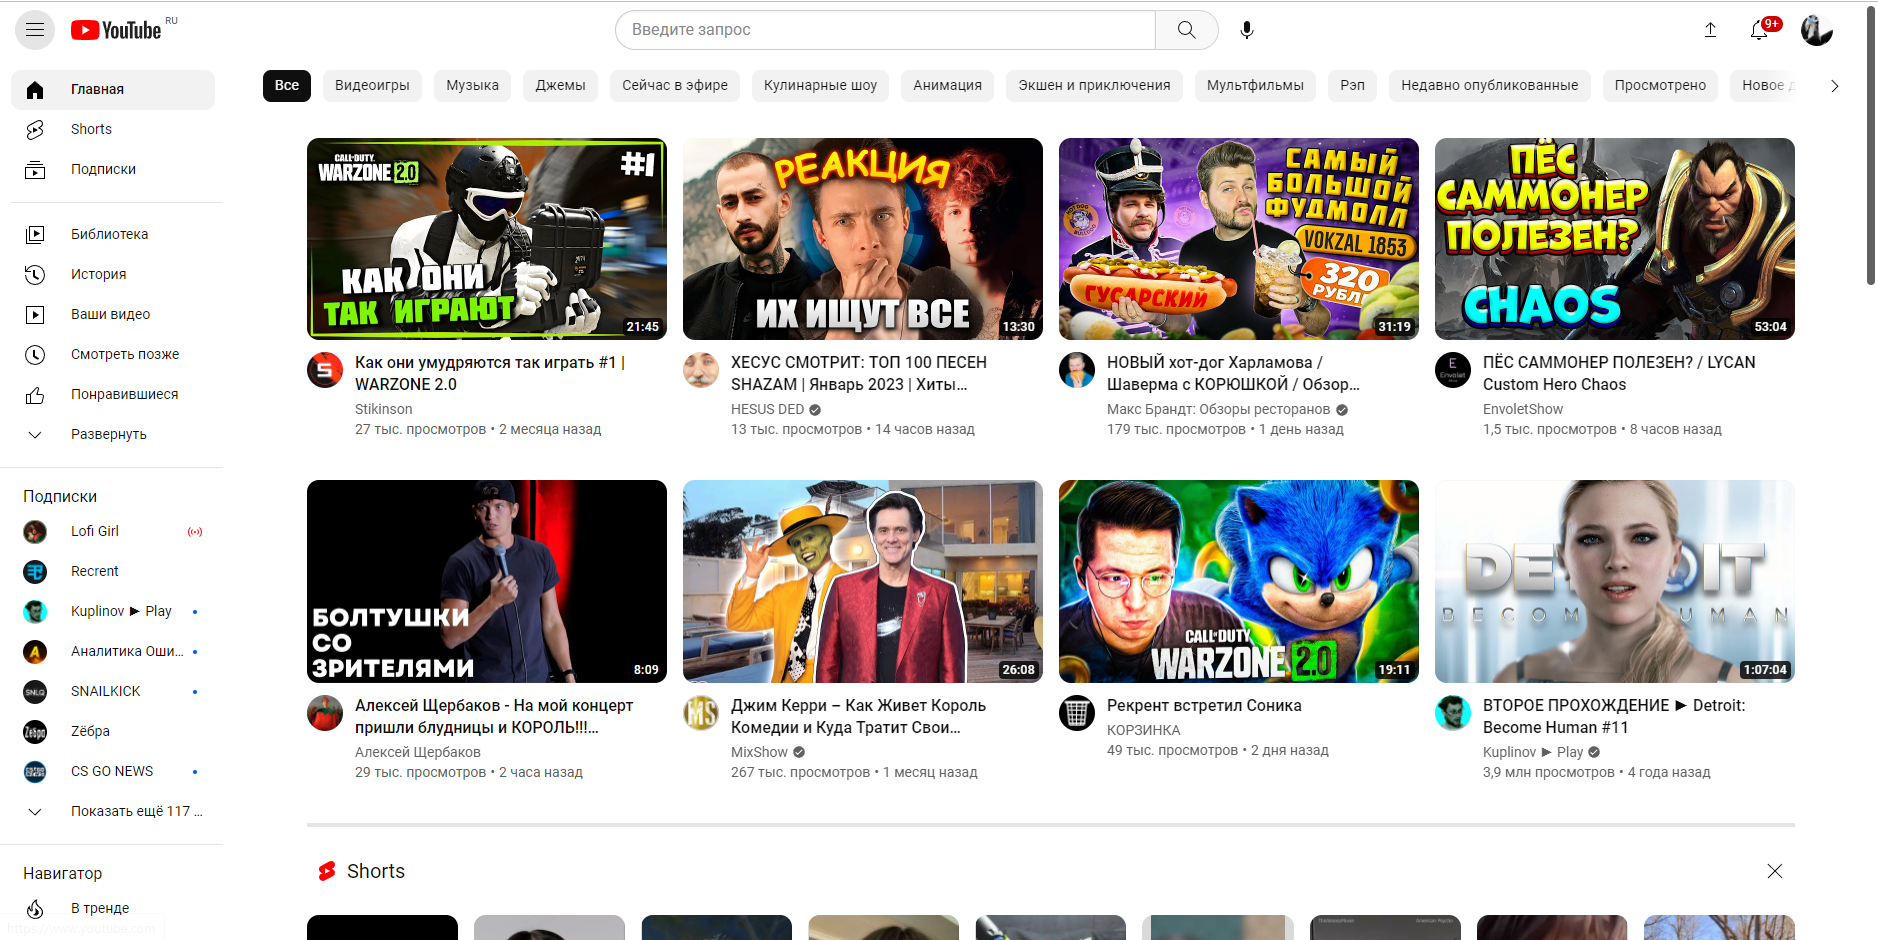 YouTube RU
Введите запрос
9+
Главная
Shorts
Подписки
Библиотека
История
Ваши видео
Смотреть позже
Понравившиеся
Развернуть
Подписки
Lofi Girl
Recrent
Kuplinov ► Play
Аналитика Оши...
SNAILKICK
Зёбра
CS GO NEWS
Показать ещё 117 ...
Навигатор
В тренде
https://www.youtube.com
Все
Видеоигры
Музыка
Джемы
Сейчас в эфире
Кулинарные шоу
Анимация
Экшен и приключения
Мультфильмы
Рэп
Недавно опубликованные
Просмотрено
Новое д
CALL·DUTY.
WARZONE 2.0
#1
КАК ОНИ
ТАК ИГРАЮТ
21:45
S
Как они умудряются так играть #1 |
WARZONE 2.0
Stikinson
27 тыс. просмотров • 2 месяца назад
РЕАКЦИЯ
ИХ ИЩУТ ВСЕ
13:30
ХЕСУС СМОТРИТ: ТОП 100 ПЕСЕН
SHAZAM | Январь 2023 | Хиты...
HESUS DED
13 тыс. просмотров • 14 часов назад
САМЫЙ
БОЛЬШОЙ
ФУДМОЛЛ
VOKZAL 1853
320
РУБЛЕЙ
ГУСАРСКИЙ
31:19
НОВЫЙ хот-дог Харламова /
Шаверма с КОРЮШКОЙ / Обзор...
Макс Брандт: Обзоры ресторанов
179 тыс. просмотров • 1 день назад
ПЁС
САММОНЕР
ПОЛЕЗЕН?
CHAOS
53:04
E
Envolet
ПЁС САММОНЕР ПОЛЕЗЕН? / LYCAN
Custom Hero Chaos
EnvoletShow
1,5 тыс. просмотров • 8 часов назад
БОЛТУШКИ
СО
ЗРИТЕЛЯМИ
8:09
Алексей Щербаков - На мой концерт
пришли блудницы и КОРОЛЬ!!!...
Алексей Щербаков
29 тыс. просмотров • 2 часа назад
26:08
MS
Джим Керри – Как Живет Король
Комедии и Куда Тратит Свои...
MixShow
267 тыс. просмотров • 1 месяц назад
CALL·DUTY
WARZONE 2.0
19:11
Рекрент встретил Соника
КОРЗИНКА
49 тыс. просмотров • 2 дня назад
DE OIT
BECOM UMAN
1:07:04
ВТОРОЕ ПРОХОЖДЕНИЕ ► Detroit:
Become Human #11
Kuplinov ► Play
3,9 млн просмотров • 4 года назад
Shorts